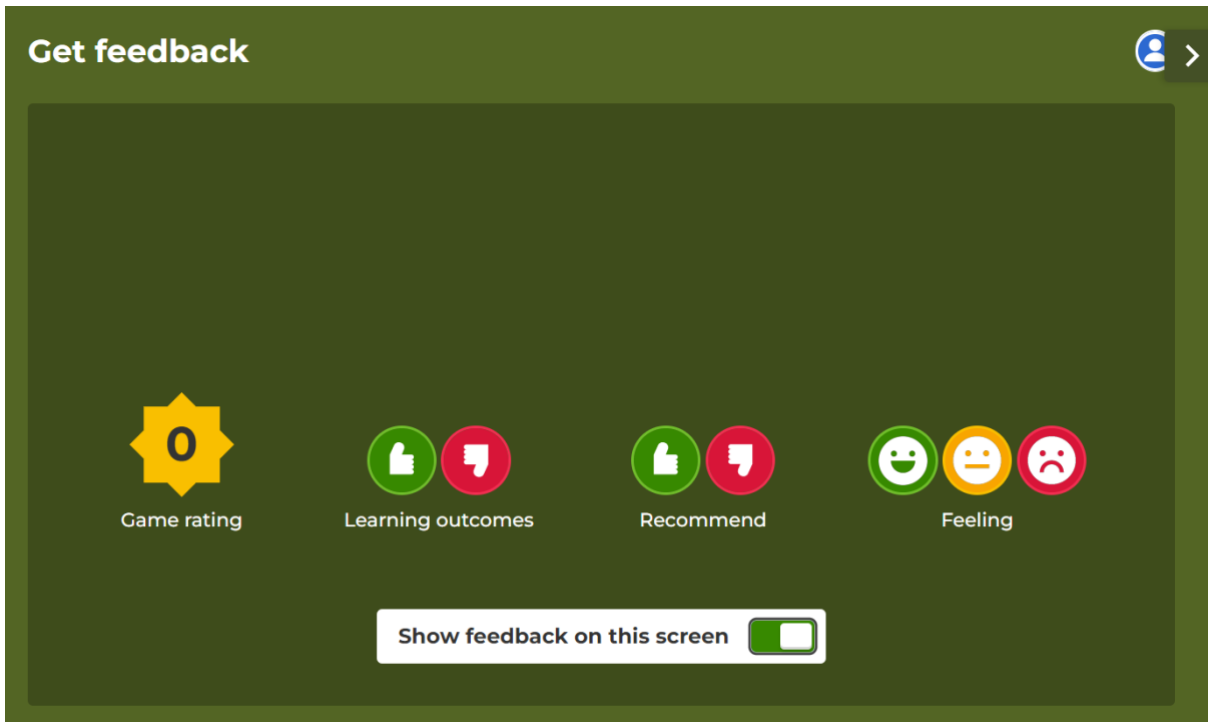 Get feedback
0
Game rating
Learning outcomes
Recommend
Feeling
Show feedback on this screen